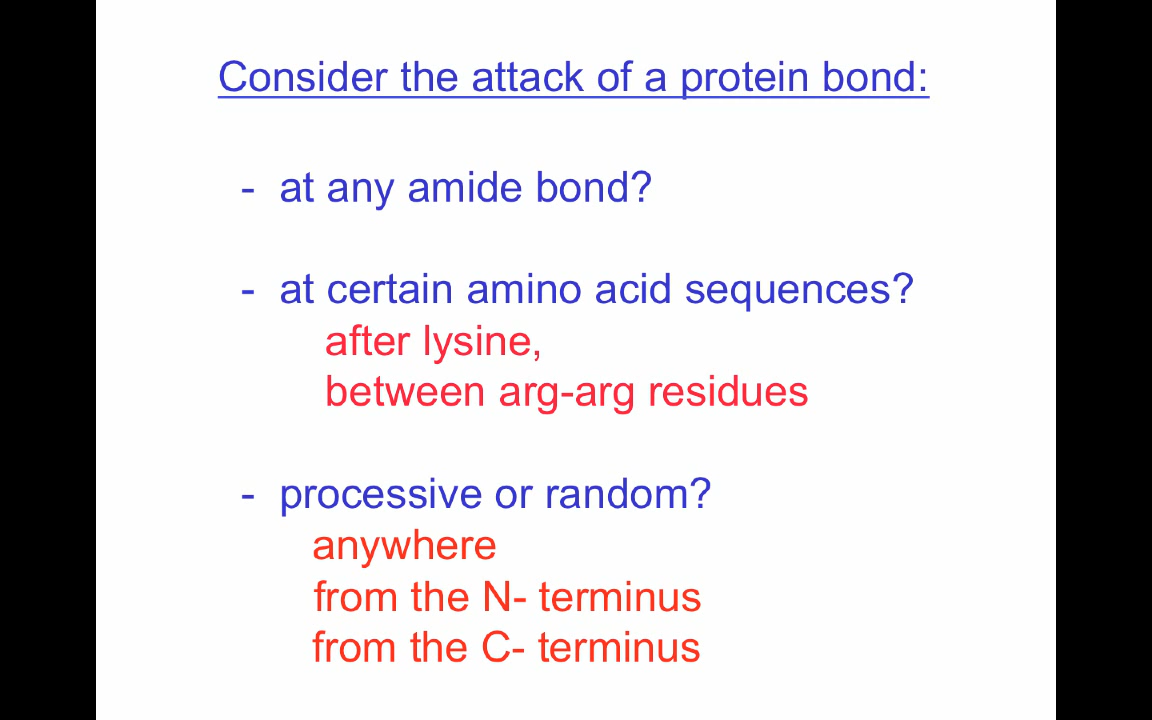 Consider the attack of a protein bond:
- at any amide bond?
- at certain amino acid sequences?
after lysine,
between arg-arg residues
- processive or random?
anywhere
from the N- terminus
from the C- terminus